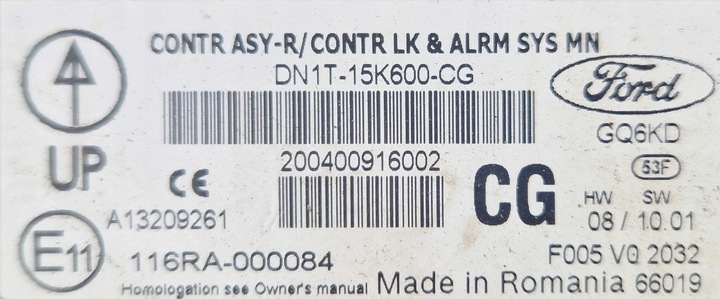 CONTR ASY-R/CONTR LK & ALRM SYS MN
DN1T-15K600-CG
Ford
GQ6KD
UP
CE
200400916002
CG
53F
HW SW
A13209261
08 / 10.01
E11
116RA-000084
F005 V0 2032
Homologation see Owner's manual
Made in Romania 66019